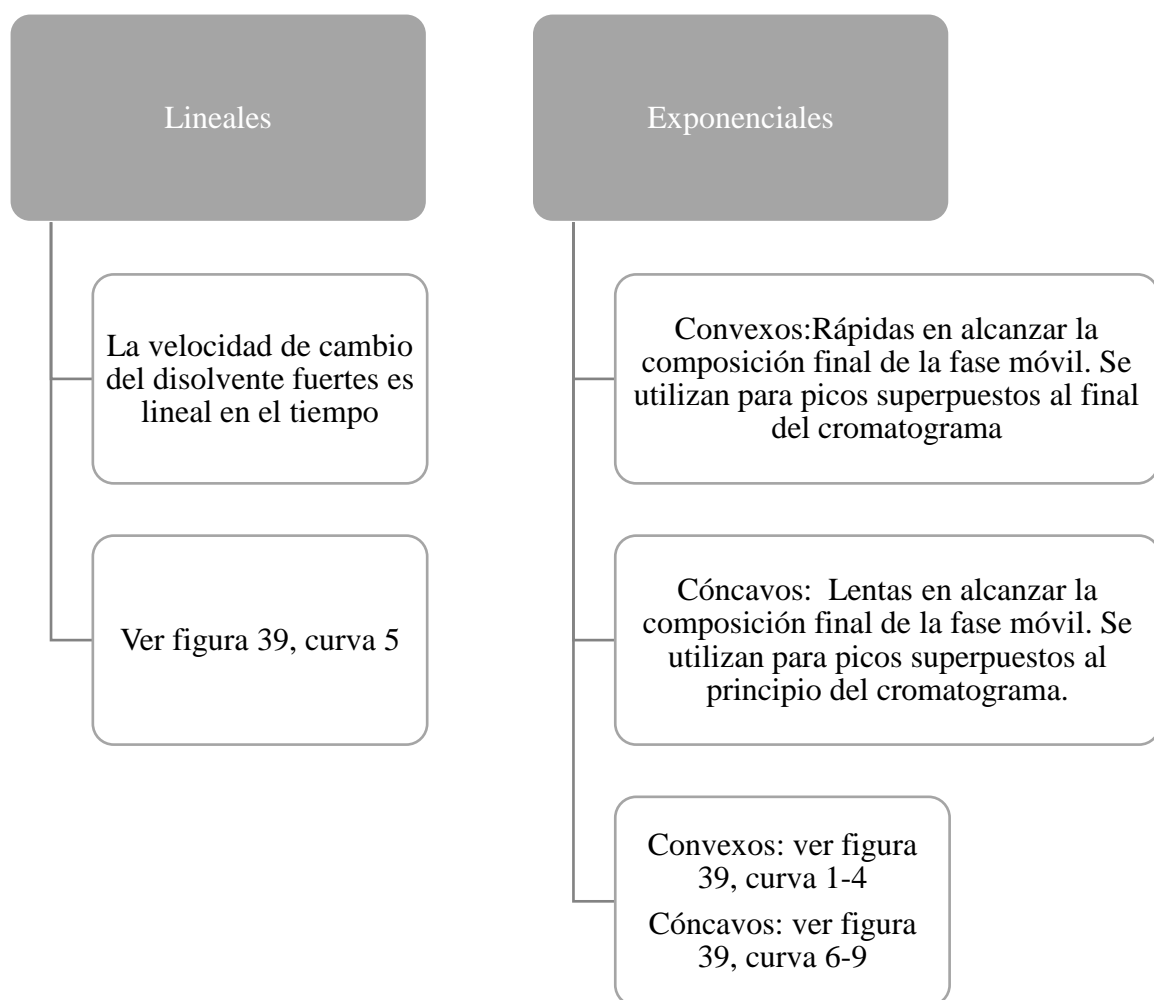 Lineales
La velocidad de cambio
del disolvente fuertes es
lineal en el tiempo
Ver figura 39, curva 5
Exponenciales
Convexos:Rápidas en alcanzar la
composición final de la fase móvil. Se
utilizan para picos superpuestos al final
del cromatograma
Cóncavos: Lentas en alcanzar la
composición final de la fase móvil. Se
utilizan para picos superpuestos al
principio del cromatograma.
Convexos: ver figura
39, curva 1-4
Cóncavos: ver figura
39, curva 6-9